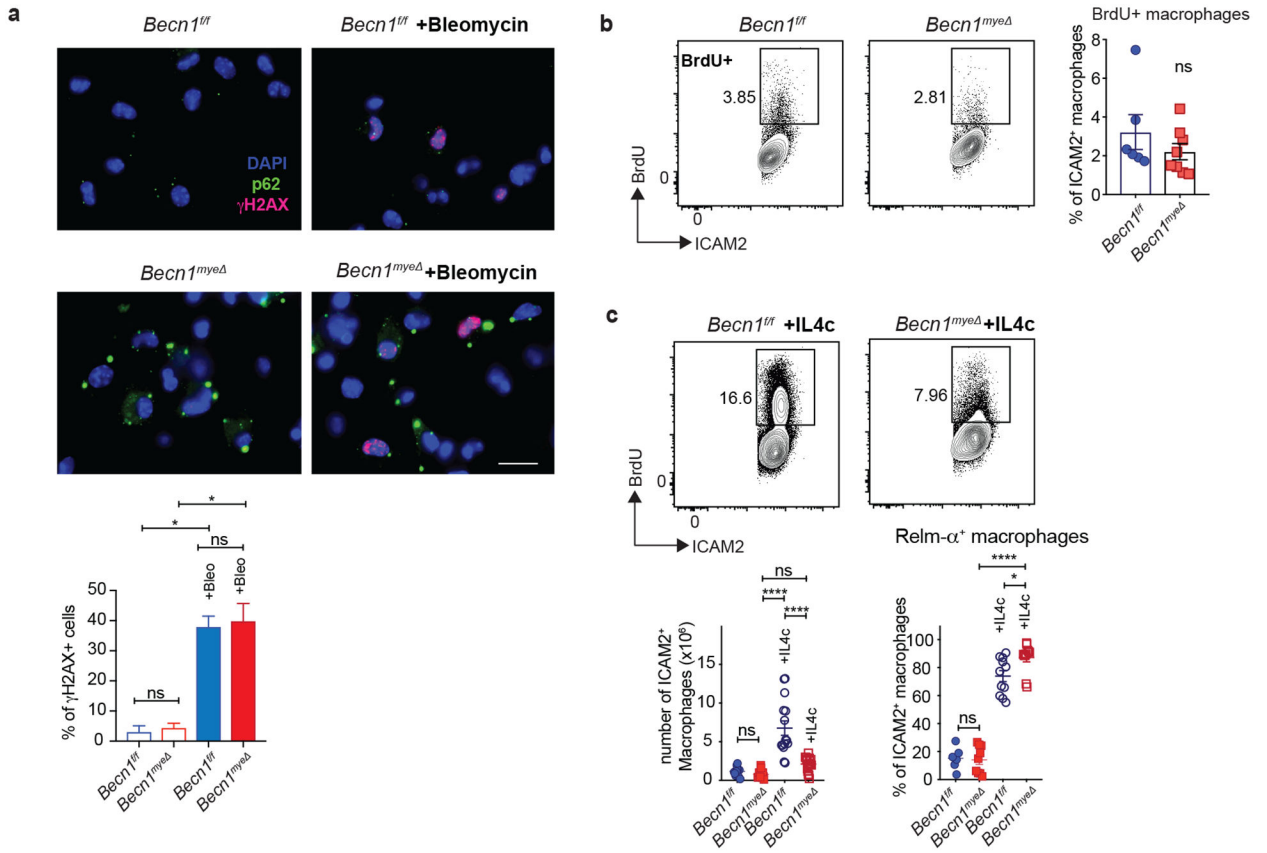 a
Becn1f/f
Becn1f/f +Bleomycin
DAPI
p62
γH2AX
Becn1myeΔ
Becn1myeΔ+Bleomycin
*
*
ns
+Bleo
+Bleo
ns
% of γH2AX+ cells
50
40
30
20
10
0
Becn1f/f
Becn1myeΔ
Becn1f/f
Becn1myeΔ
b
Becn1f/f
Becn1myeΔ
BrdU+
3.85
2.81
BrdU
0
0
ICAM2
BrdU+ macrophages
ns
% of ICAM2+ macrophages
8
6
4
2
0
Becn1f/f
Becn1myeΔ
c
Becn1f/f +IL4c
Becn1myeΔ+IL4c
16.6
7.96
BrdU
0
0
ICAM2
ns
****
****
+IL4c
+IL4c
ns
number of ICAM2+
Macrophages (x10⁶)
15
10
5
0
Becn1f/f
Becn1myeΔ
Becn1f/f
Becn1myeΔ
Relm-α+ macrophages
****
*
+IL4c
+IL4c
ns
% of ICAM2+ macrophages
100
80
60
40
20
0
Becn1f/f
Becn1myeΔ
Becn1f/f
Becn1myeΔ